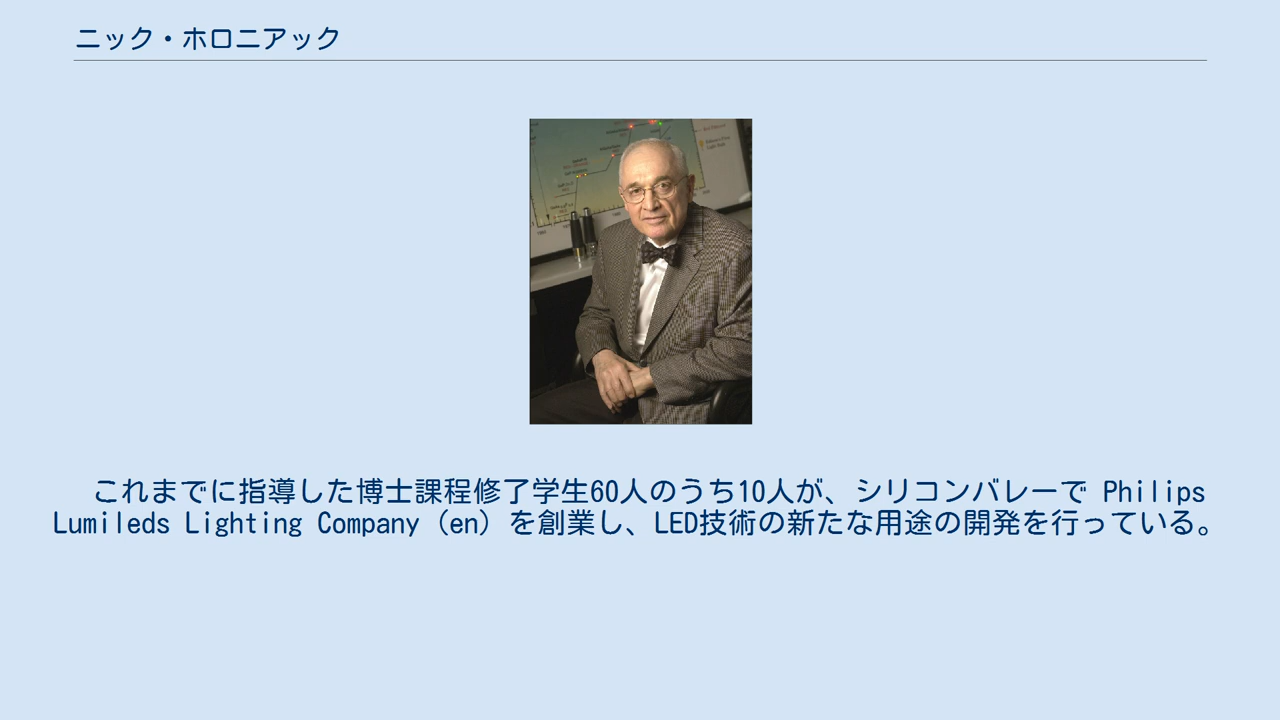 ニック・ホロニアック
これまでに指導した博士課程修了学生60人のうち10人が、シリコンバレーで Philips
Lumileds Lighting Company（en）を創業し、LED技術の新たな用途の開発を行っている。